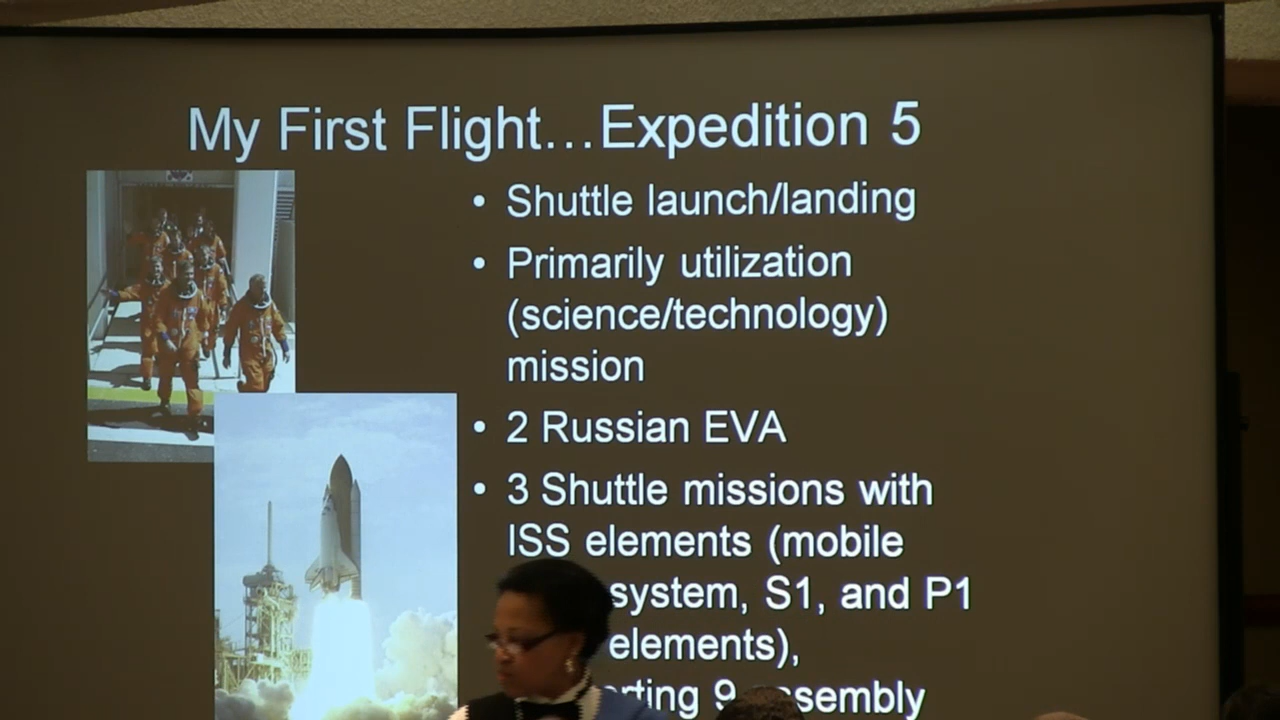 My First Flight...Expedition 5
• Shuttle launch/landing
• Primarily utilization
(science/technology)
mission
• 2 Russian EVA
• 3 Shuttle missions with
ISS elements (mobile
system, S1, and P1
elements),
9